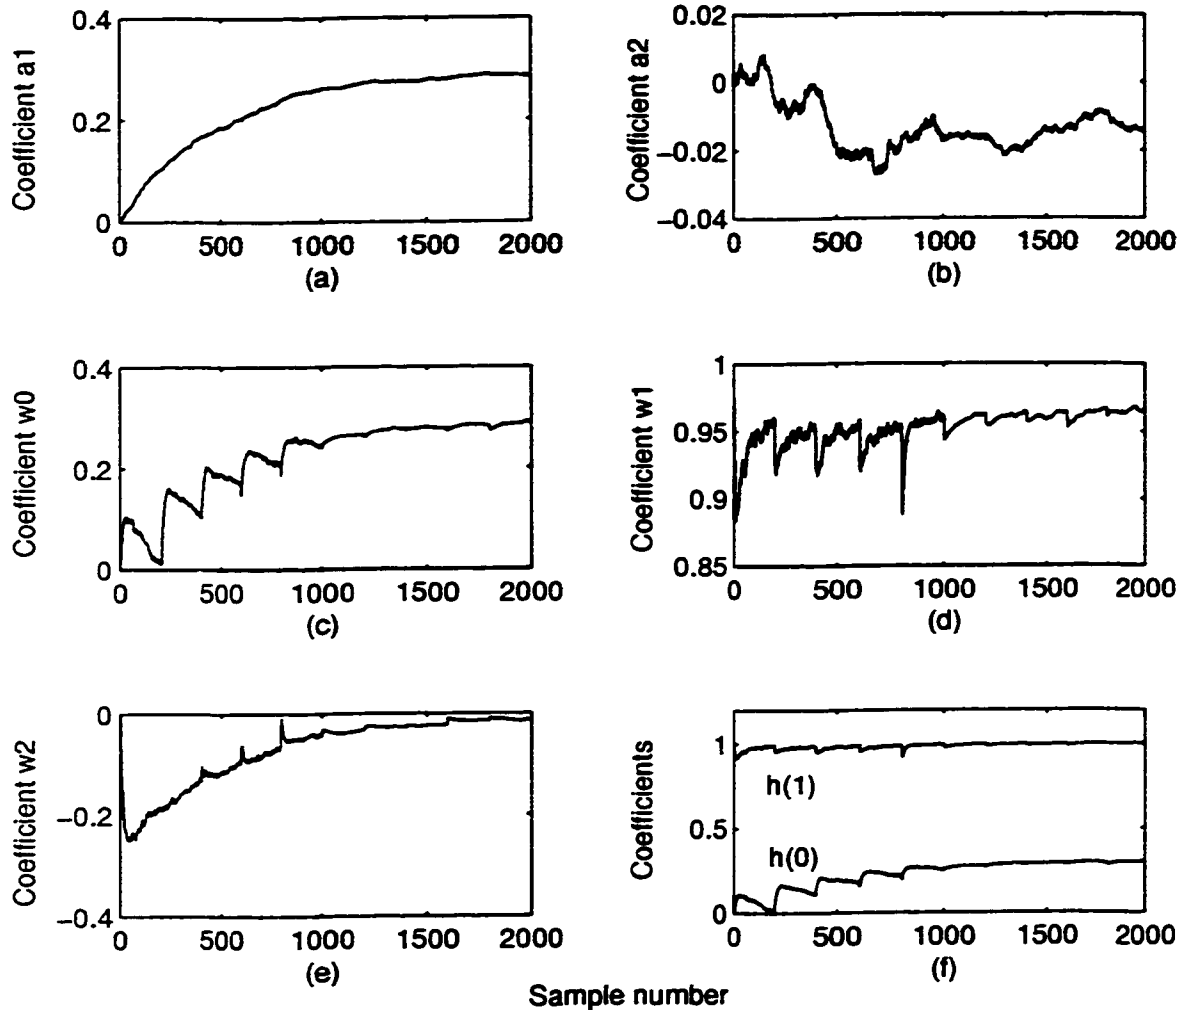 0.4
0.2
0
Coefficient a1
0 500 1000 1500 2000
(a)
0.02
0
−0.02
−0.04
Coefficient a2
0 500 1000 1500 2000
(b)
0.4
0.2
0
Coefficient w0
0 500 1000 1500 2000
(c)
1
0.95
0.9
0.85
Coefficient w1
0 500 1000 1500 2000
(d)
0
−0.2
−0.4
Coefficient w2
0 500 1000 1500 2000
(e)
1
0.5
0
Coefficients
h(1)
h(0)
0 500 1000 1500 2000
(f)
Sample number